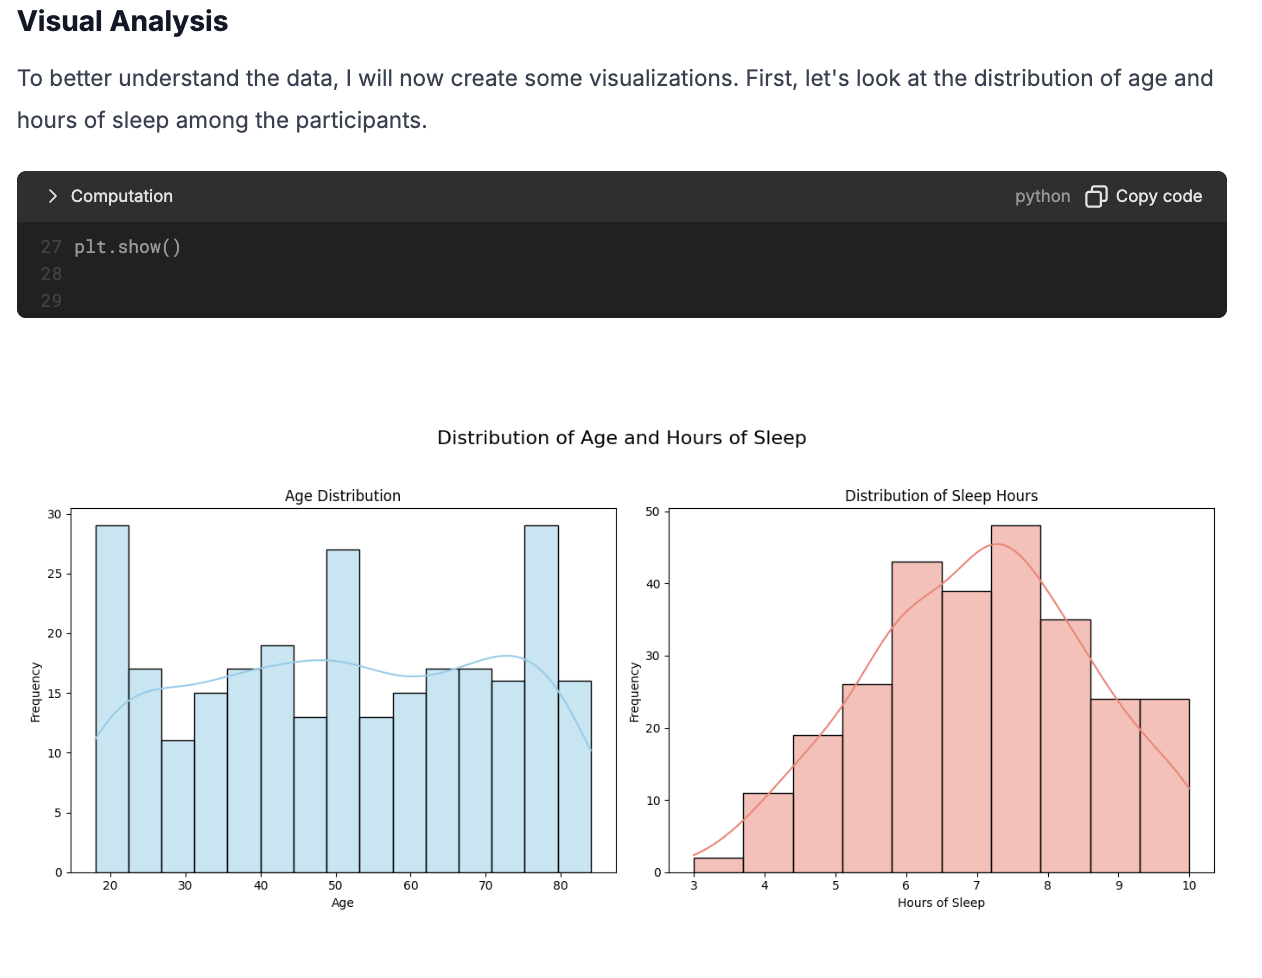 Visual Analysis
To better understand the data, I will now create some visualizations. First, let's look at the distribution of age and
hours of sleep among the participants.
Computation python Copy code
27 plt.show()
28
29
Distribution of Age and Hours of Sleep
Age Distribution
30
25
20
15
10
5
0
Frequency
20 30 40 50 60 70 80
Age
Distribution of Sleep Hours
50
40
30
20
10
0
Frequency
3 4 5 6 7 8 9 10
Hours of Sleep